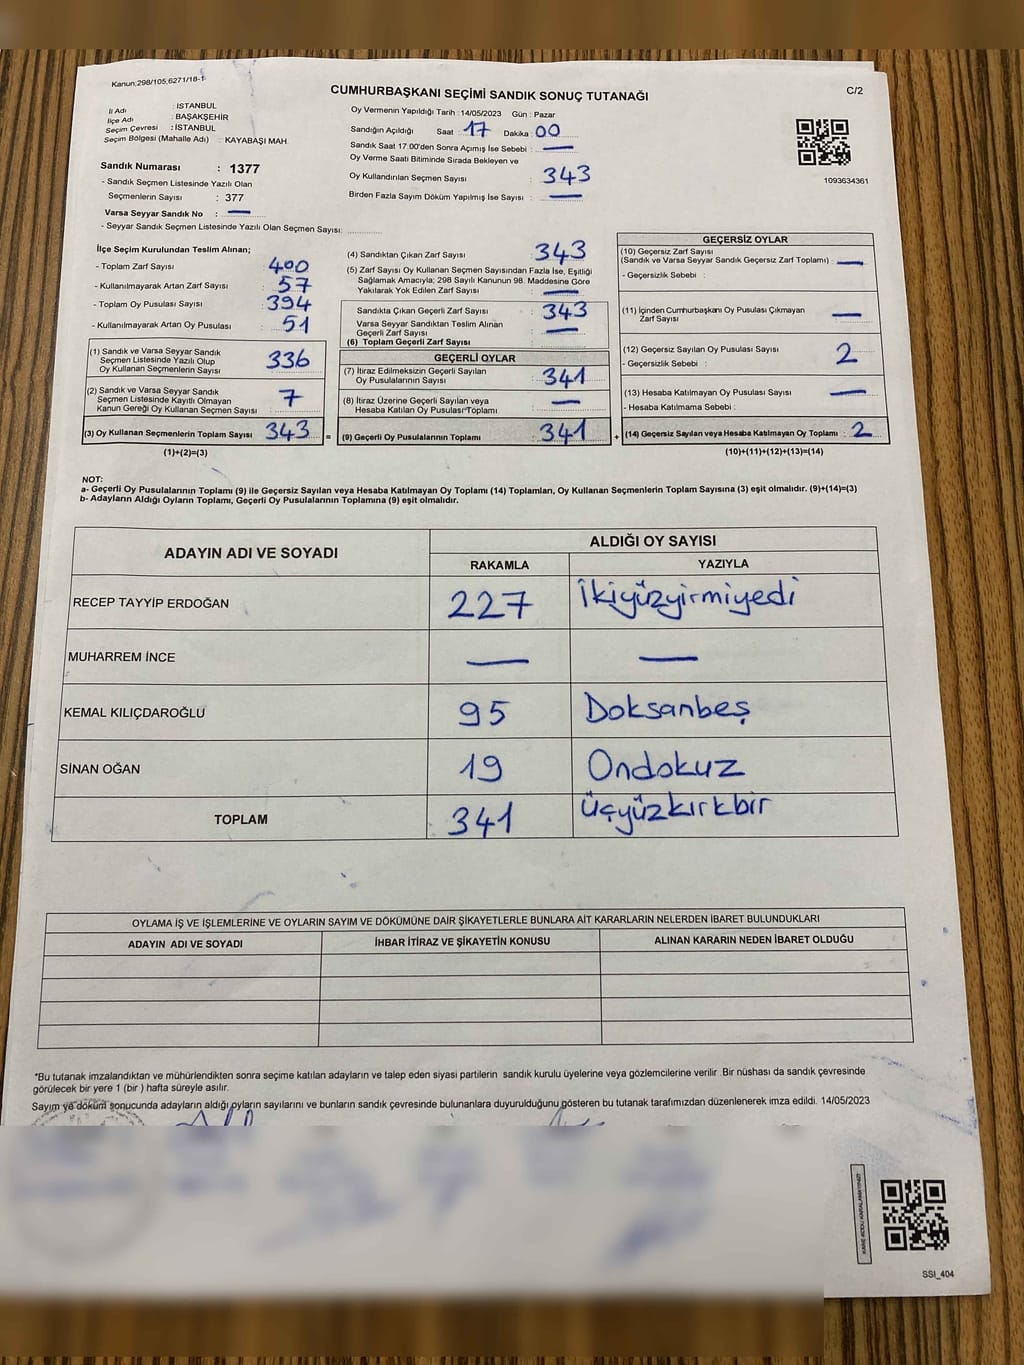 Kanun:298/105,6271/18-1
CUMHURBAŞKANI SEÇİMİ SANDIK SONUÇ TUTANAĞI
C/2
İl Adı : İSTANBUL
İlçe Adı : BAŞAKŞEHİR
Seçim Çevresi : İSTANBUL
Seçim Bölgesi (Mahalle Adı) : KAYABAŞI MAH
Oy Vermenin Yapıldığı Tarih :14/05/2023 Gün : Pazar
Sandığın Açıldığı Saat : 17 Dakika : 00
Sandık Saat 17.00'den Sonra Açımış İse Sebebi : —
Oy Verme Saati Bitiminde Sırada Bekleyen ve
Oy Kullandırılan Seçmen Sayısı : 343
Birden Fazla Sayım Döküm Yapılmış İse Sayısı : —
1093634361
Sandık Numarası : 1377
- Sandık Seçmen Listesinde Yazılı Olan
Seçmenlerin Sayısı : 377
Varsa Seyyar Sandık No : —
- Seyyar Sandık Seçmen Listesinde Yazılı Olan Seçmen Sayısı:
İlçe Seçim Kurulundan Teslim Alınan;
- Toplam Zarf Sayısı : 400
- Kullanılmayarak Artan Zarf Sayısı : 57
- Toplam Oy Pusulası Sayısı : 394
- Kullanılmayarak Artan Oy Pusulası : 51
(1) Sandık ve Varsa Seyyar Sandık
Seçmen Listesinde Yazılı Olup
Oy Kullanan Seçmenlerin Sayısı : 336
(2) Sandık ve Varsa Seyyar Sandık
Seçmen Listesinde Kayıtlı Olmayan
Kanun Gereği Oy Kullanan Seçmen Sayısı : 7
(3) Oy Kullanan Seçmenlerin Toplam Sayısı : 343 =
(1)+(2)=(3)
(4) Sandıktan Çıkan Zarf Sayısı : 343
(5) Zarf Sayısı Oy Kullanan Seçmen Sayısından Fazla İse, Eşitliği
Sağlamak Amacıyla; 298 Sayılı Kanunun 98. Maddesine Göre
Yakılarak Yok Edilen Zarf Sayısı : —
Sandıkta Çıkan Geçerli Zarf Sayısı : 343
Varsa Seyyar Sandıktan Teslim Alınan
Geçerli Zarf Sayısı : —
(6) Toplam Geçerli Zarf Sayısı :
GEÇERLİ OYLAR
(7) İtiraz Edilmeksizin Geçerli Sayılan
Oy Pusulalarının Sayısı : 341
(8) İtiraz Üzerine Geçerli Sayılan veya
Hesaba Katılan Oy Pusulası Toplamı : —
(9) Geçerli Oy Pusulalarının Toplamı : 341 +
GEÇERSİZ OYLAR
(10) Geçersiz Zarf Sayısı
(Sandık ve Varsa Seyyar Sandık Geçersiz Zarf Toplamı) : —
- Geçersizlik Sebebi :
(11) İçinden Cumhurbaşkanı Oy Pusulası Çıkmayan
Zarf Sayısı : —
(12) Geçersiz Sayılan Oy Pusulası Sayısı : 2
- Geçersizlik Sebebi :
(13) Hesaba Katılmayan Oy Pusulası Sayısı : —
- Hesaba Katılmama Sebebi :
(14) Geçersiz Sayılan veya Hesaba Katılmayan Oy Toplamı : 2
(10)+(11)+(12)+(13)=(14)
NOT:
a- Geçerli Oy Pusulalarının Toplamı (9) ile Geçersiz Sayılan veya Hesaba Katılmayan Oy Toplamı (14) Toplamları, Oy Kullanan Seçmenlerin Toplam Sayısına (3) eşit olmalıdır. (9)+(14)=(3)
b- Adayların Aldığı Oyların Toplamı, Geçerli Oy Pusulalarının Toplamına (9) eşit olmalıdır.
ADAYIN ADI VE SOYADI
ALDIĞI OY SAYISI
RAKAMLA YAZIYLA
RECEP TAYYİP ERDOĞAN 227 İkiyüzyirmiyedi
MUHARREM İNCE — —
KEMAL KILIÇDAROĞLU 95 Doksanbeş
SİNAN OĞAN 19 Ondokuz
TOPLAM 341 Üçyüzkırkbir
OYLAMA İŞ VE İŞLEMLERİNE VE OYLARIN SAYIM VE DÖKÜMÜNE DAİR ŞİKAYETLERLE BUNLARA AİT KARARLARIN NELERDEN İBARET BULUNDUKLARI
ADAYIN ADI VE SOYADI İHBAR İTİRAZ VE ŞİKAYETİN KONUSU ALINAN KARARIN NEDEN İBARET OLDUĞU
*Bu tutanak imzalandıktan ve mühürlendikten sonra seçime katılan adayların ve talep eden siyasi partilerin sandık kurulu üyelerine veya gözlemcilerine verilir .Bir nüshası da sandık çevresinde
görülecek bir yere 1 (bir ) hafta süreyle asılır.
Sayım ve döküm sonucunda adayların aldığı oyların sayılarını ve bunların sandık çevresinde bulunanlara duyurulduğunu gösteren bu tutanak tarafımızdan düzenlenerek imza edildi. 14/05/2023
KARE KODU KARALAMAYINIZ!
SSI_404